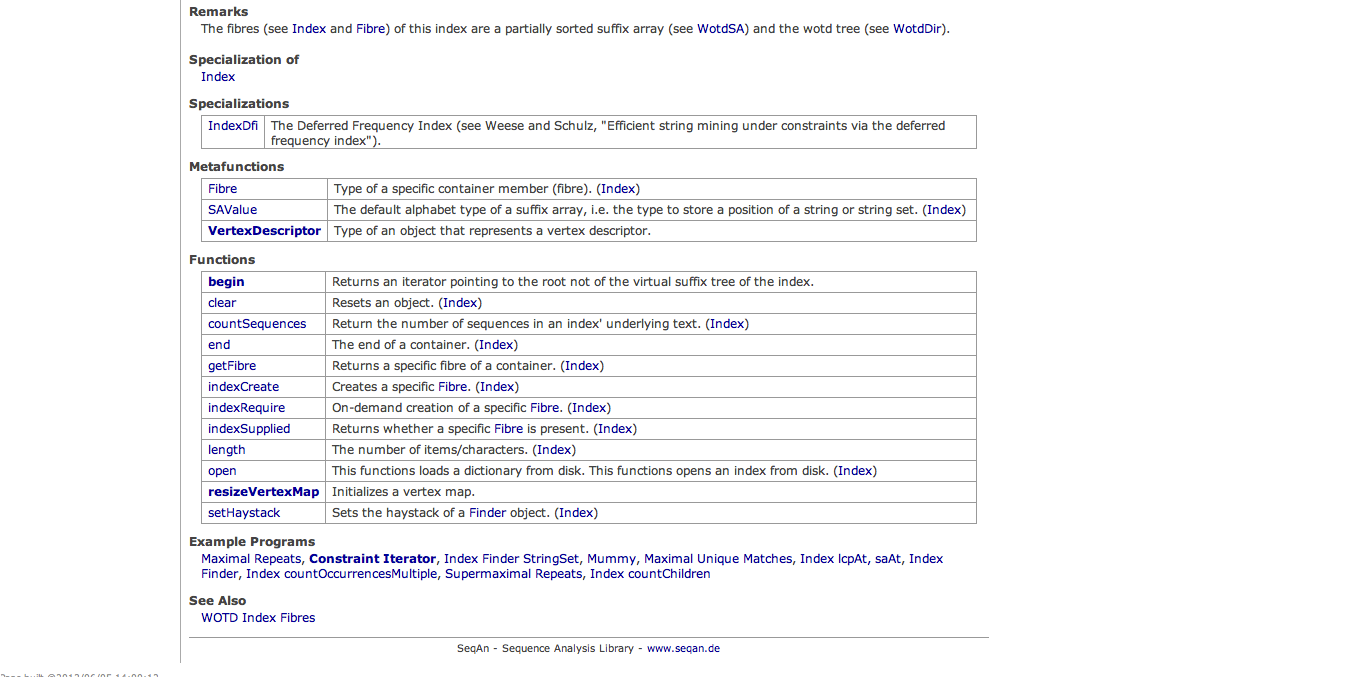 Remarks
The fibres (see Index and Fibre) of this index are a partially sorted suffix array (see WotdSA) and the wotd tree (see WotdDir).
Specialization of
Index
Specializations
IndexDfi The Deferred Frequency Index (see Weese and Schulz, "Efficient string mining under constraints via the deferred
frequency index").
Metafunctions
Fibre Type of a specific container member (fibre). (Index)
SAValue The default alphabet type of a suffix array, i.e. the type to store a position of a string or string set. (Index)
VertexDescriptor Type of an object that represents a vertex descriptor.
Functions
begin Returns an iterator pointing to the root not of the virtual suffix tree of the index.
clear Resets an object. (Index)
countSequences Return the number of sequences in an index' underlying text. (Index)
end The end of a container. (Index)
getFibre Returns a specific fibre of a container. (Index)
indexCreate Creates a specific Fibre. (Index)
indexRequire On-demand creation of a specific Fibre. (Index)
indexSupplied Returns whether a specific Fibre is present. (Index)
length The number of items/characters. (Index)
open This functions loads a dictionary from disk. This functions opens an index from disk. (Index)
resizeVertexMap Initializes a vertex map.
setHaystack Sets the haystack of a Finder object. (Index)
Example Programs
Maximal Repeats, Constraint Iterator, Index Finder StringSet, Mummy, Maximal Unique Matches, Index lcpAt, saAt, Index
Finder, Index countOccurrencesMultiple, Supermaximal Repeats, Index countChildren
See Also
WOTD Index Fibres
SeqAn - Sequence Analysis Library - www.seqan.de